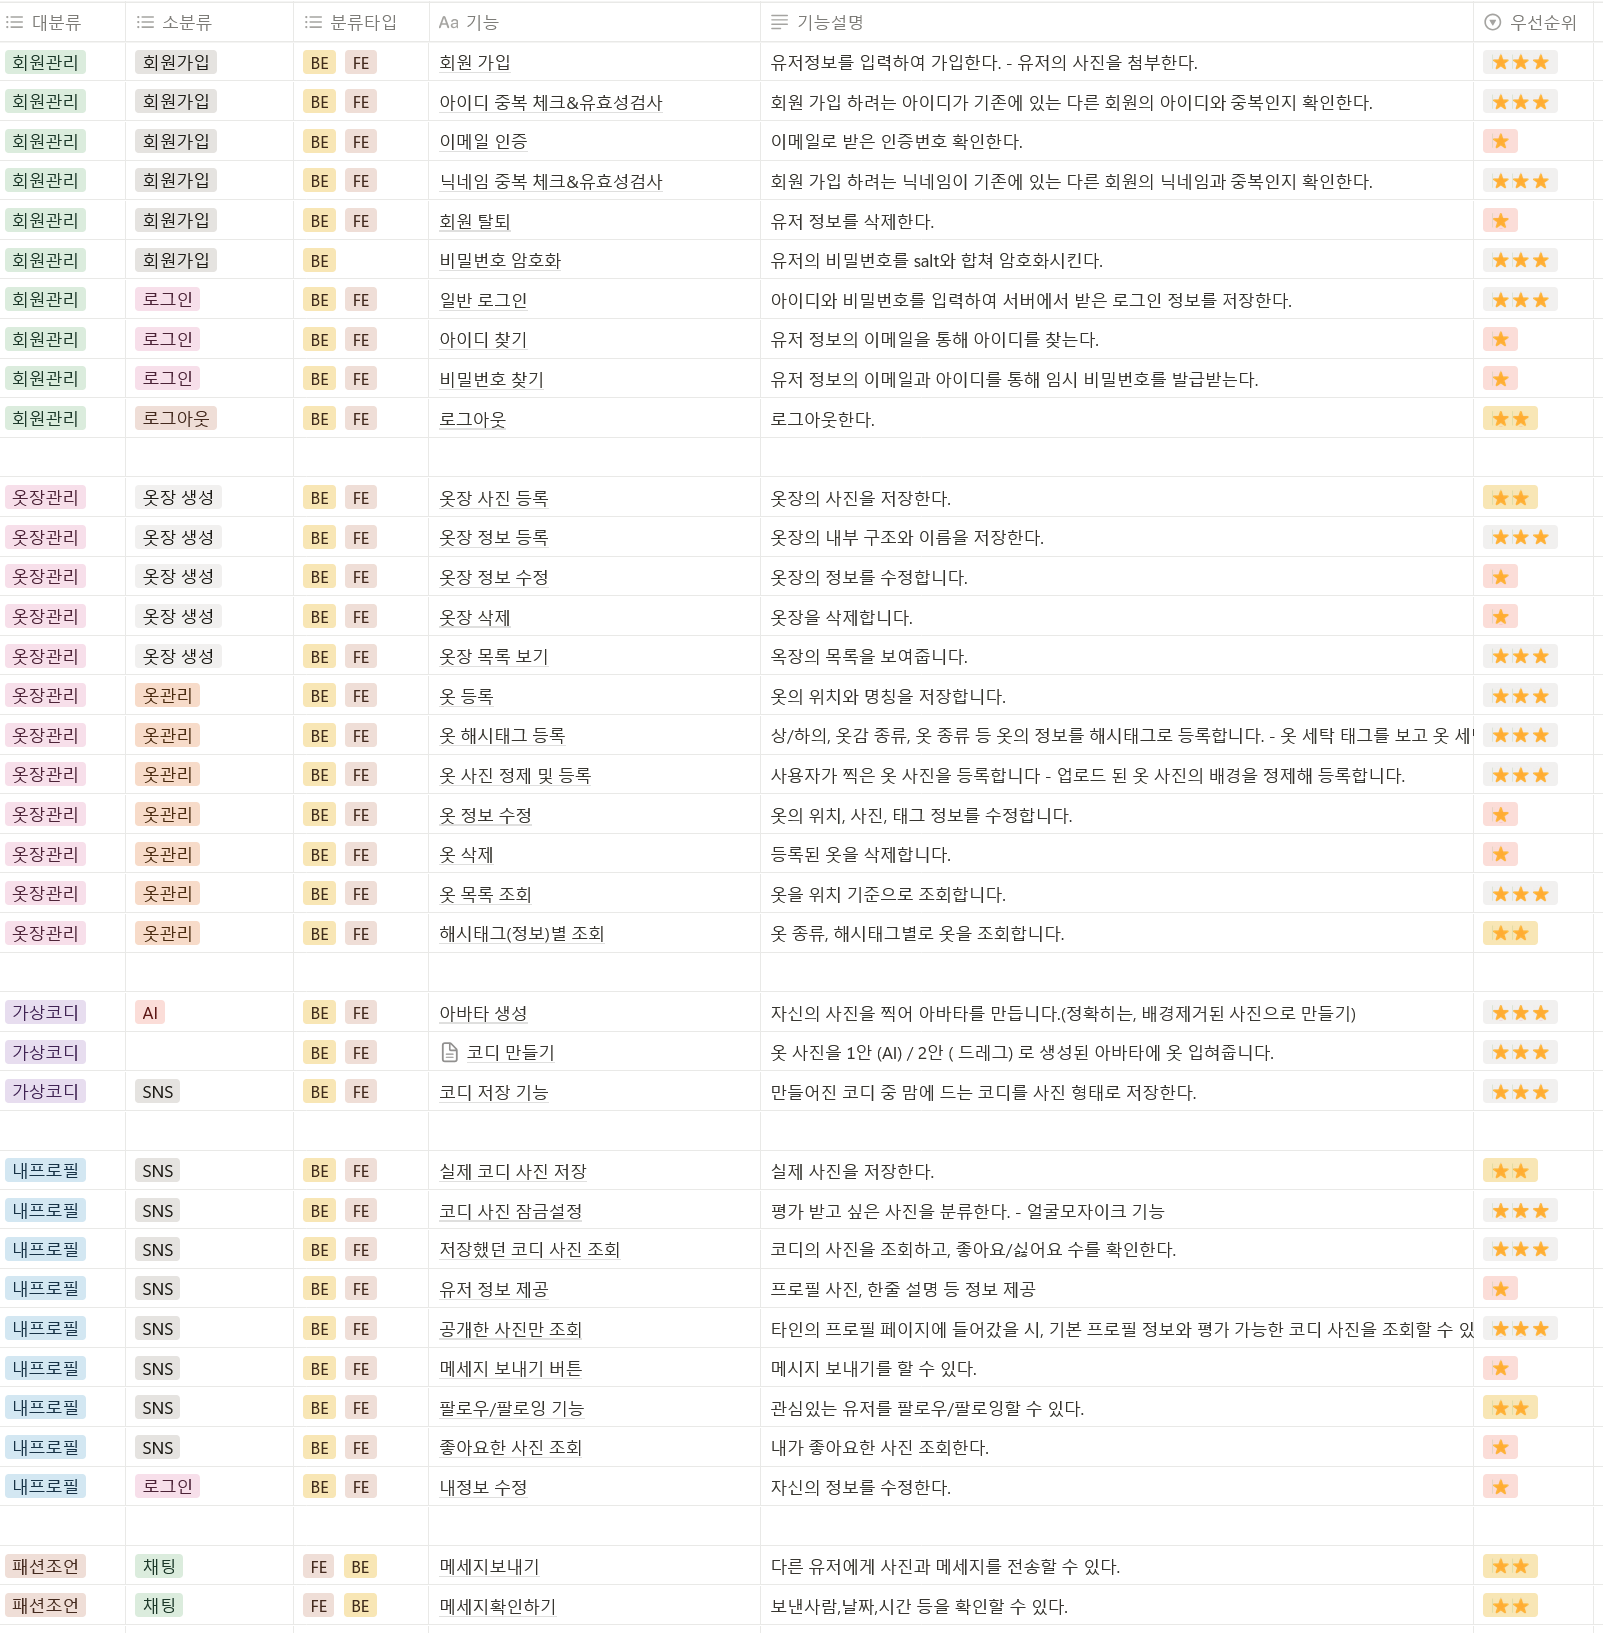 대분류 소분류 분류타입 Aa 기능 기능설명 우선순위
회원관리 회원가입 BE FE 회원 가입 유저정보를 입력하여 가입한다. - 유저의 사진을 첨부한다. ⭐⭐⭐
회원관리 회원가입 BE FE 아이디 중복 체크&유효성검사 회원 가입 하려는 아이디가 기존에 있는 다른 회원의 아이디와 중복인지 확인한다. ⭐⭐⭐
회원관리 회원가입 BE FE 이메일 인증 이메일로 받은 인증번호 확인한다. ⭐
회원관리 회원가입 BE FE 닉네임 중복 체크&유효성검사 회원 가입 하려는 닉네임이 기존에 있는 다른 회원의 닉네임과 중복인지 확인한다. ⭐⭐⭐
회원관리 회원가입 BE FE 회원 탈퇴 유저 정보를 삭제한다. ⭐
회원관리 회원가입 BE 비밀번호 암호화 유저의 비밀번호를 salt와 합쳐 암호화시킨다. ⭐⭐⭐
회원관리 로그인 BE FE 일반 로그인 아이디와 비밀번호를 입력하여 서버에서 받은 로그인 정보를 저장한다. ⭐⭐⭐
회원관리 로그인 BE FE 아이디 찾기 유저 정보의 이메일을 통해 아이디를 찾는다. ⭐
회원관리 로그인 BE FE 비밀번호 찾기 유저 정보의 이메일과 아이디를 통해 임시 비밀번호를 발급받는다. ⭐
회원관리 로그아웃 BE FE 로그아웃 로그아웃한다. ⭐⭐
옷장관리 옷장 생성 BE FE 옷장 사진 등록 옷장의 사진을 저장한다. ⭐⭐
옷장관리 옷장 생성 BE FE 옷장 정보 등록 옷장의 내부 구조와 이름을 저장한다. ⭐⭐⭐
옷장관리 옷장 생성 BE FE 옷장 정보 수정 옷장의 정보를 수정합니다. ⭐
옷장관리 옷장 생성 BE FE 옷장 삭제 옷장을 삭제합니다. ⭐
옷장관리 옷장 생성 BE FE 옷장 목록 보기 옥장의 목록을 보여줍니다. ⭐⭐⭐
옷장관리 옷관리 BE FE 옷 등록 옷의 위치와 명칭을 저장합니다. ⭐⭐⭐
옷장관리 옷관리 BE FE 옷 해시태그 등록 상/하의, 옷감 종류, 옷 종류 등 옷의 정보를 해시태그로 등록합니다. - 옷 세탁 태그를 보고 옷 ⭐⭐⭐
옷장관리 옷관리 BE FE 옷 사진 정제 및 등록 사용자가 찍은 옷 사진을 등록합니다 - 업로드 된 옷 사진의 배경을 정제해 등록합니다. ⭐⭐⭐
옷장관리 옷관리 BE FE 옷 정보 수정 옷의 위치, 사진, 태그 정보를 수정합니다. ⭐
옷장관리 옷관리 BE FE 옷 삭제 등록된 옷을 삭제합니다. ⭐
옷장관리 옷관리 BE FE 옷 목록 조회 옷을 위치 기준으로 조회합니다. ⭐⭐⭐
옷장관리 옷관리 BE FE 해시태그(정보)별 조회 옷 종류, 해시태그별로 옷을 조회합니다. ⭐⭐
가상코디 AI BE FE 아바타 생성 자신의 사진을 찍어 아바타를 만듭니다.(정확히는, 배경제거된 사진으로 만들기) ⭐⭐⭐
가상코디 BE FE 코디 만들기 옷 사진을 1안 (AI) / 2안 ( 드레그) 로 생성된 아바타에 옷 입혀줍니다. ⭐⭐⭐
가상코디 SNS BE FE 코디 저장 기능 만들어진 코디 중 맘에 드는 코디를 사진 형태로 저장한다. ⭐⭐⭐
내프로필 SNS BE FE 실제 코디 사진 저장 실제 사진을 저장한다. ⭐⭐
내프로필 SNS BE FE 코디 사진 잠금설정 평가 받고 싶은 사진을 분류한다. - 얼굴모자이크 기능 ⭐⭐⭐
내프로필 SNS BE FE 저장했던 코디 사진 조회 코디의 사진을 조회하고, 좋아요/싫어요 수를 확인한다. ⭐⭐⭐
내프로필 SNS BE FE 유저 정보 제공 프로필 사진, 한줄 설명 등 정보 제공 ⭐
내프로필 SNS BE FE 공개한 사진만 조회 타인의 프로필 페이지에 들어갔을 시, 기본 프로필 정보와 평가 가능한 코디 사진을 조회할 수 있 ⭐⭐⭐
내프로필 SNS BE FE 메세지 보내기 버튼 메시지 보내기를 할 수 있다. ⭐
내프로필 SNS BE FE 팔로우/팔로잉 기능 관심있는 유저를 팔로우/팔로잉할 수 있다. ⭐⭐
내프로필 SNS BE FE 좋아요한 사진 조회 내가 좋아요한 사진 조회한다. ⭐
내프로필 로그인 BE FE 내정보 수정 자신의 정보를 수정한다. ⭐
패션조언 채팅 FE BE 메세지보내기 다른 유저에게 사진과 메세지를 전송할 수 있다. ⭐⭐
패션조언 채팅 FE BE 메세지확인하기 보낸사람,날짜,시간 등을 확인할 수 있다. ⭐⭐